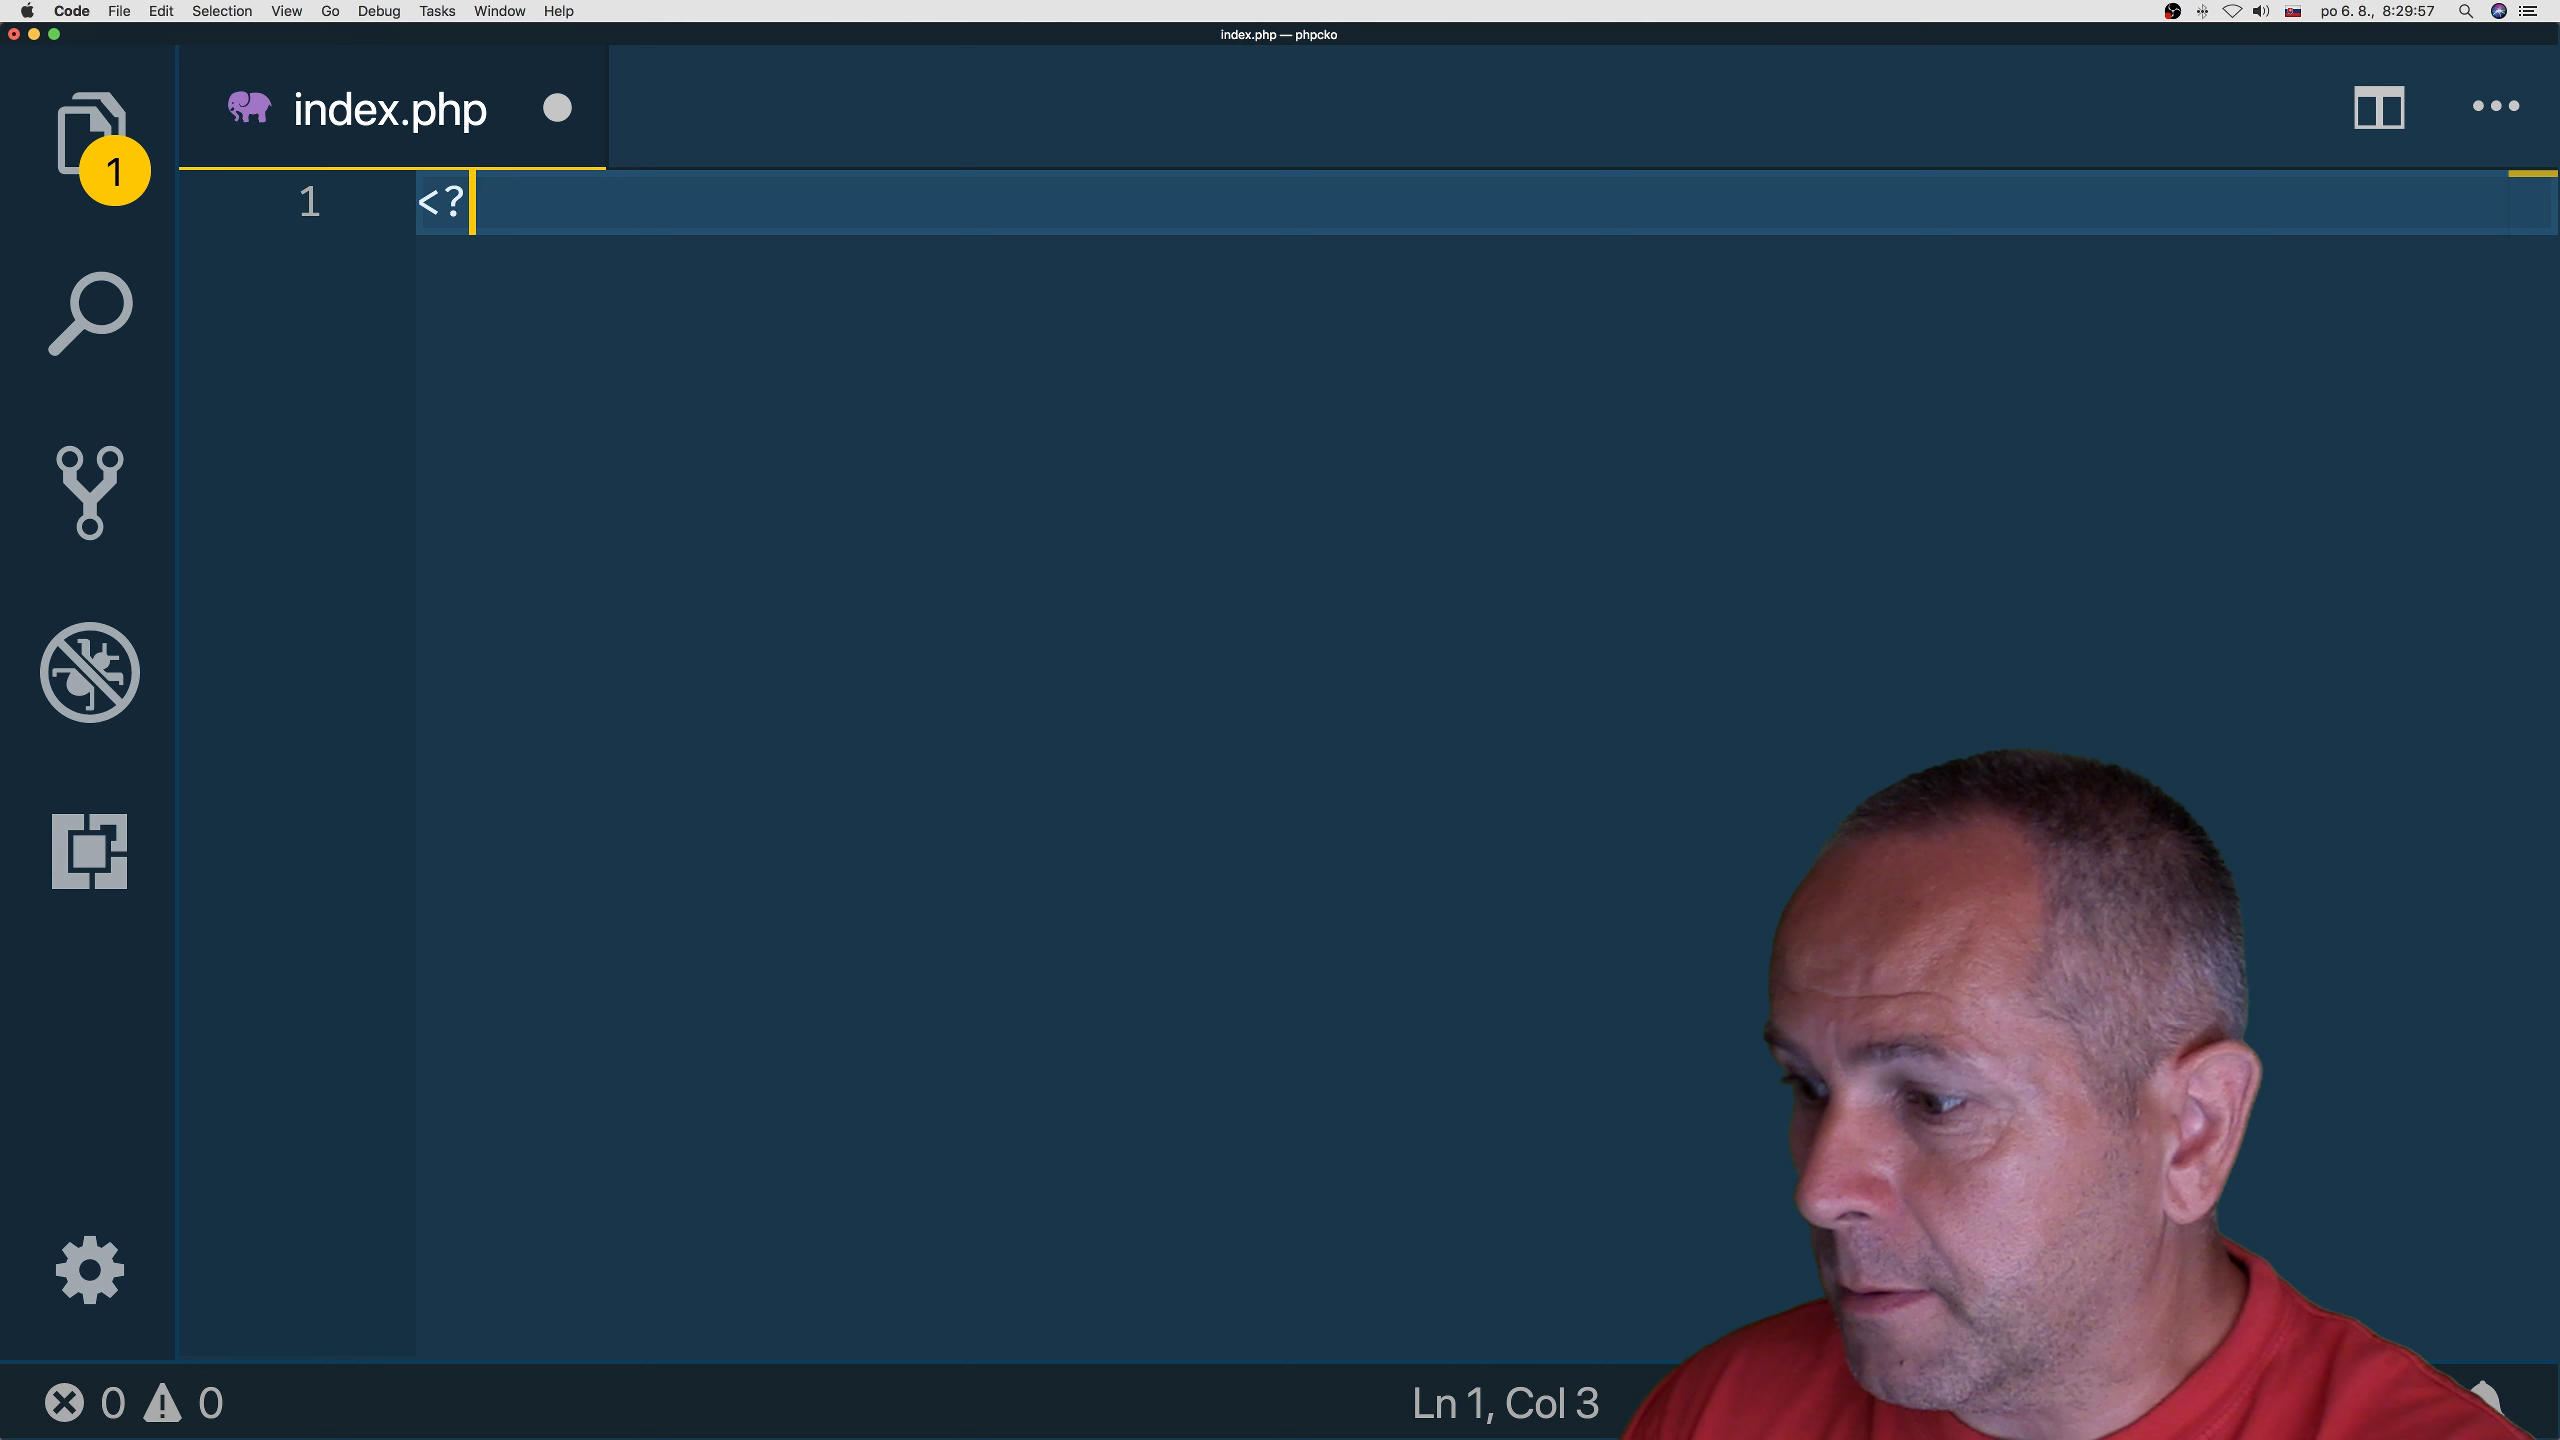 Code File Edit Selection View Go Debug Tasks Window Help po 6. 8., 8:29:57
index.php — phpcko
index.php
1
1 <?
0 0 Ln 1, Col 3